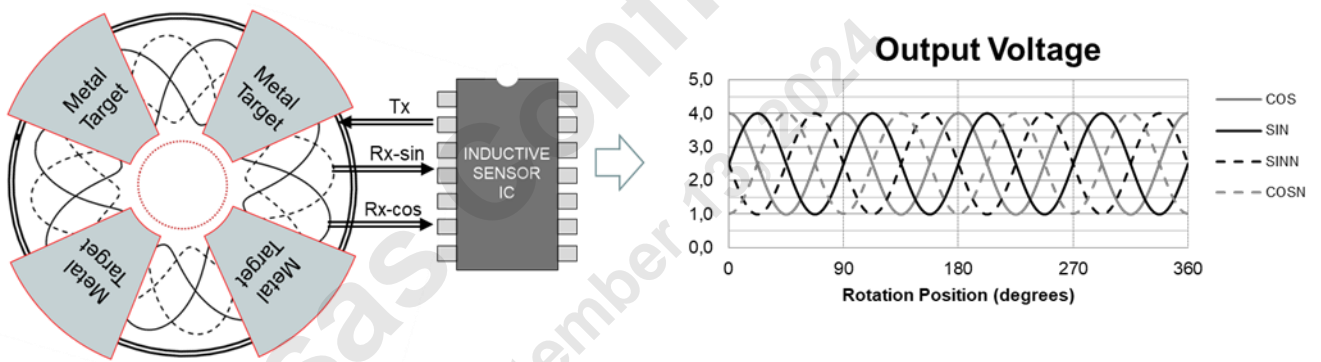 Metal
Target
Metal
Target
Metal
Target
Metal
Target
Tx
Rx-sin
Rx-cos
INDUCTIVE
SENSOR
IC
Output Voltage
5,0
4,0
3,0
2,0
1,0
0,0
0
90
180
270
360
Rotation Position (degrees)
COS
SIN
SINN
COSN
13, 2024